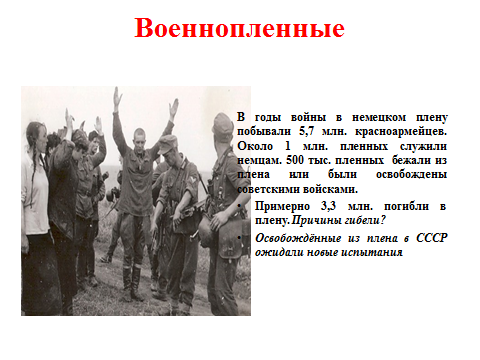 Военнопленные
В годы войны в немецком плену
побывали 5,7 млн. красноармейцев.
Около 1 млн. пленных служили
немцам. 500 тыс. пленных бежали из
плена или были освобождены
советскими войсками.
• Примерно 3,3 млн. погибли в
плену. Причины гибели?
• Освобождённые из плена в СССР
ожидали новые испытания